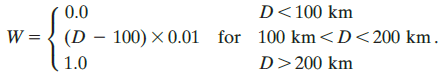 0.0 D < 100 km
W = { (D − 100) × 0.01 for 100 km < D < 200 km .
1.0 D > 200 km